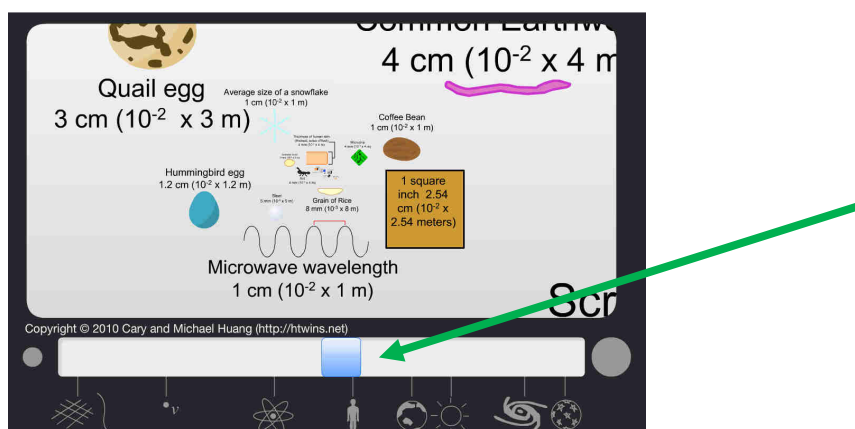 Common Earthwo
4 cm (10-2 x 4 m
Quail egg
3 cm (10-2 x 3 m)
Average size of a snowflake
1 cm (10-2 x 1 m)
Coffee Bean
1 cm (10-2 x 1 m)
Hummingbird egg
1.2 cm (10-2 x 1.2 m)
Grain of Rice
8 mm (10-3 x 8 m)
1 square
inch 2.54
cm (10-2 x
2.54 meters)
Microwave wavelength
1 cm (10-2 x 1 m)
Scr
Copyright © 2010 Cary and Michael Huang (http://htwins.net)
v